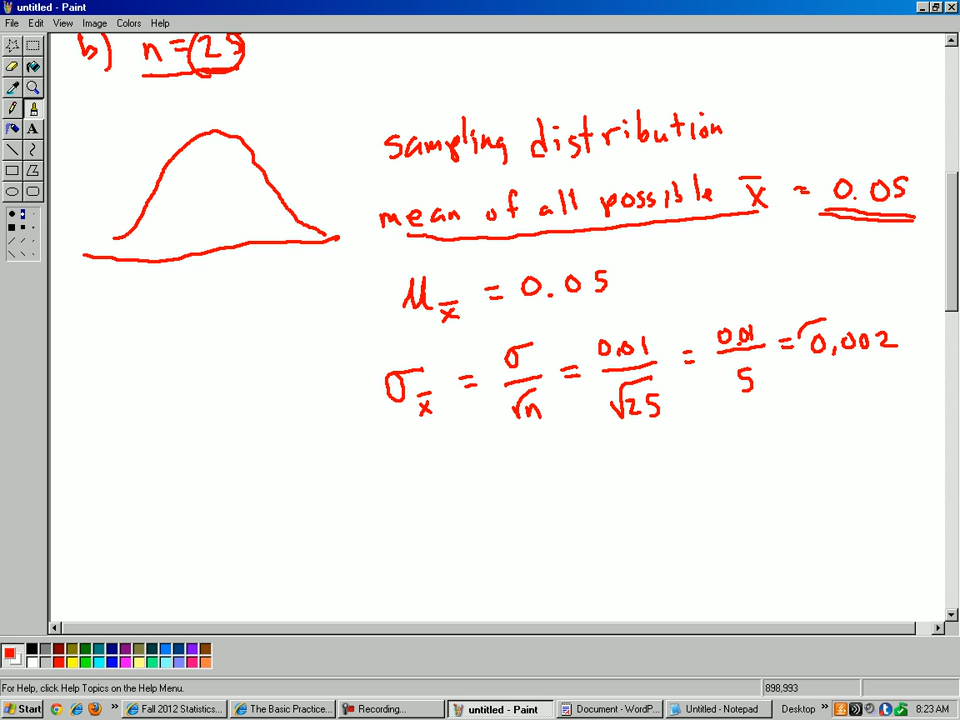 untitled - Paint
File Edit View Image Colors Help
b) n = 25
sampling distribution
mean of all possible x̄ = 0.05
μx̄ = 0.05
σx̄ = σ/√n = 0.01/√25 = 0.01/5 = 0.002
For Help, click Help Topics on the Help Menu.
898,993
Start » Fall 2012 Statistics... The Basic Practice... Recording... untitled - Paint Document - WordP... Untitled - Notepad Desktop » 8:23 AM